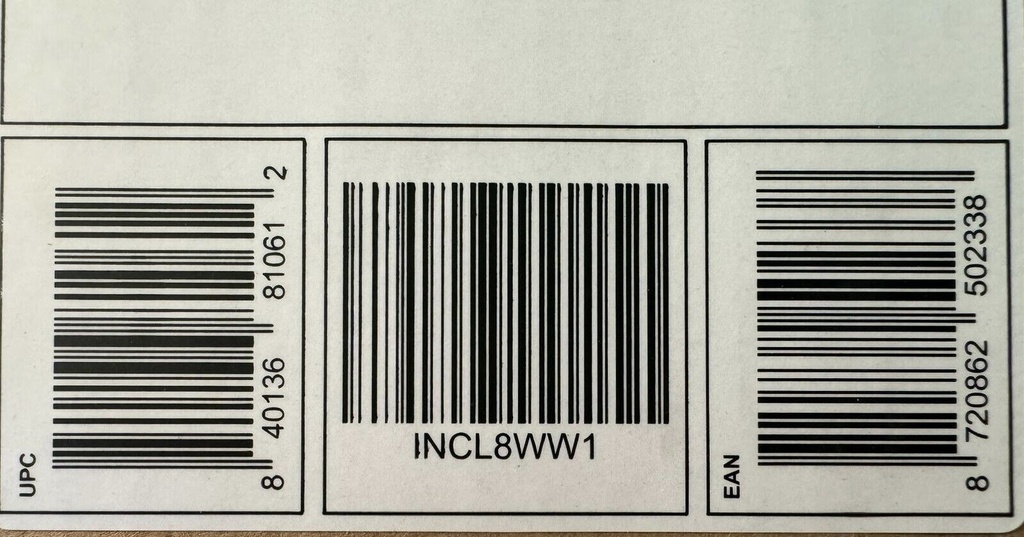 UPC
8 40136 81061 2
INCL8WW1
EAN
8 720862 502338